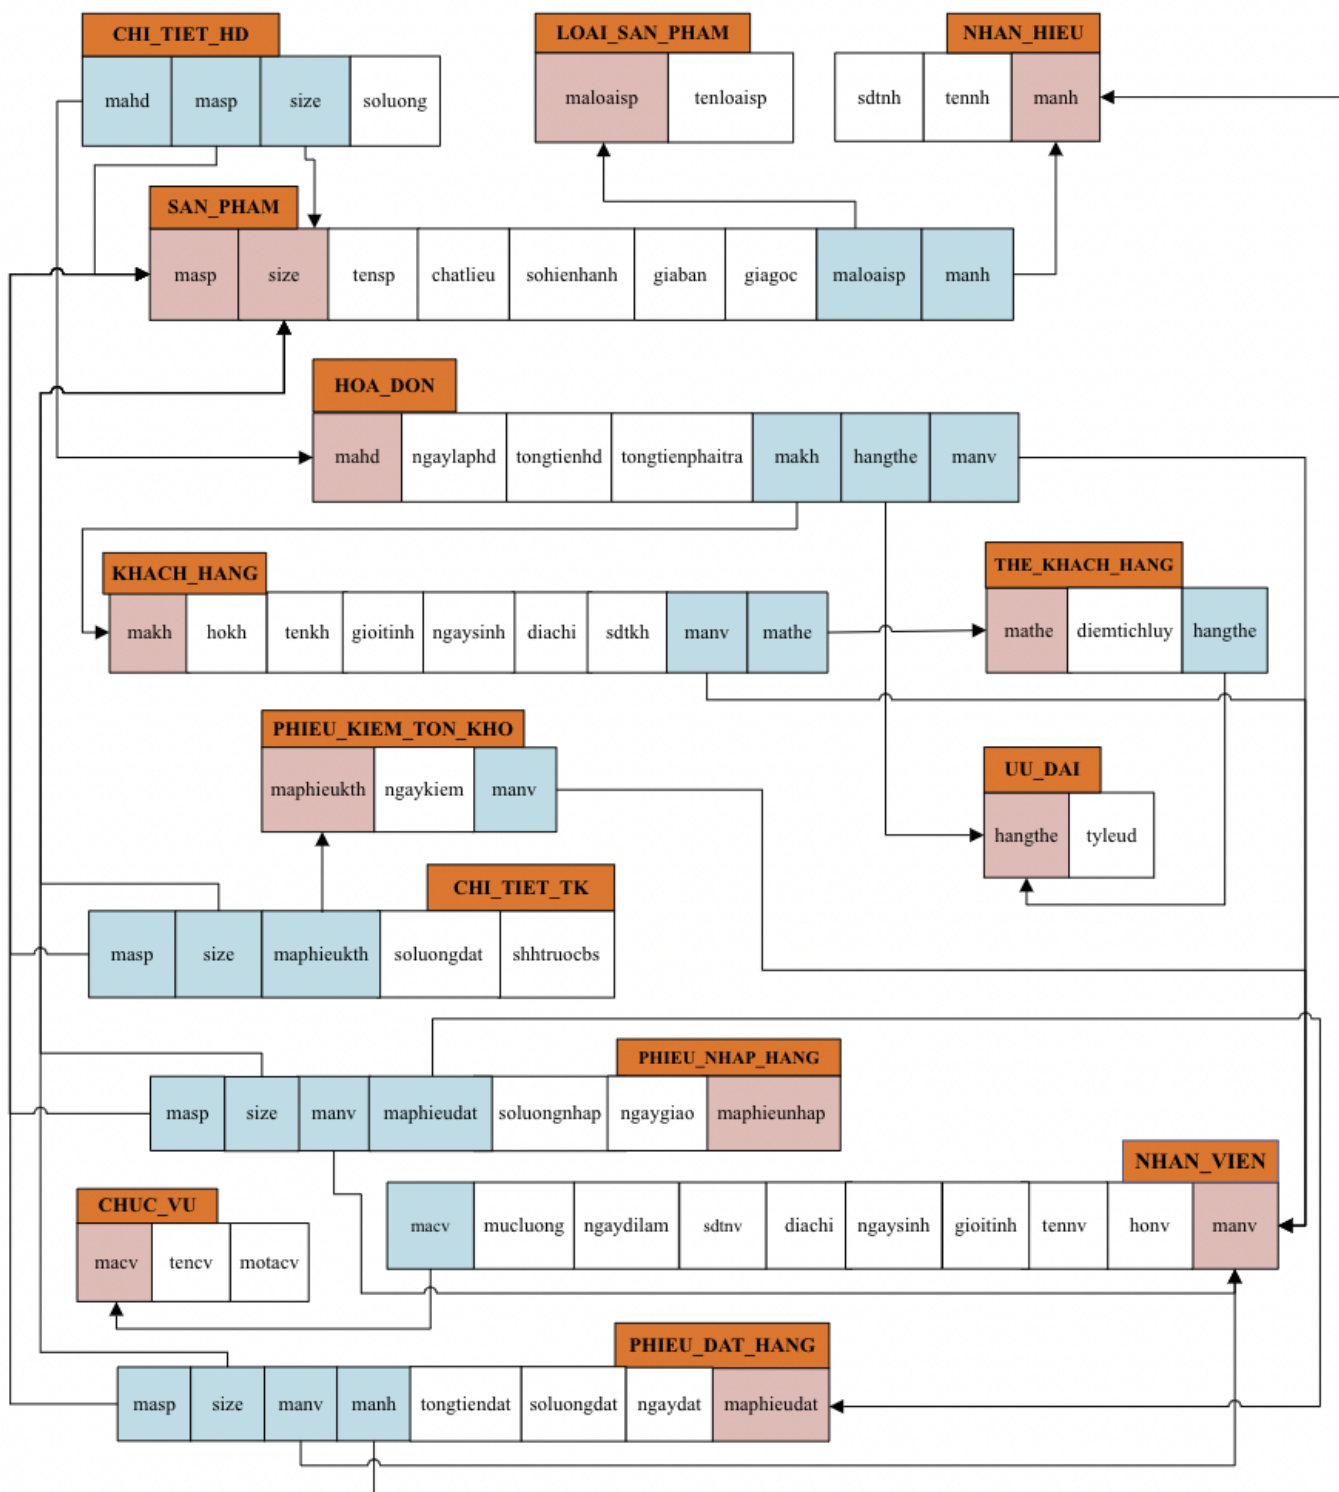 CHI_TIET_HD
mahd masp size soluong
LOAI_SAN_PHAM
maloaisp tenloaisp
NHAN_HIEU
sdtnh tennh manh
SAN_PHAM
masp size tensp chatlieu sohienhanh giaban giagoc maloaisp manh
HOA_DON
mahd ngaylaphd tongtienhd tongtienphaitra makh hangthe manv
KHACH_HANG
makh hokh tenkh gioitinh ngaysinh diachi sdtkh manv mathe
THE_KHACH_HANG
mathe diemtichluy hangthe
PHIEU_KIEM_TON_KHO
maphieukth ngaykiem manv
UU_DAI
hangthe tyleud
CHI_TIET_TK
masp size maphieukth soluongdat shhtruocbs
PHIEU_NHAP_HANG
masp size manv maphieudat soluongnhap ngaygiao maphieunhap
NHAN_VIEN
macv mucluong ngaydilam sdtnv diachi ngaysinh gioitinh tennv honv manv
CHUC_VU
macv tencv motacv
PHIEU_DAT_HANG
masp size manv manh tongtiendat soluongdat ngaydat maphieudat